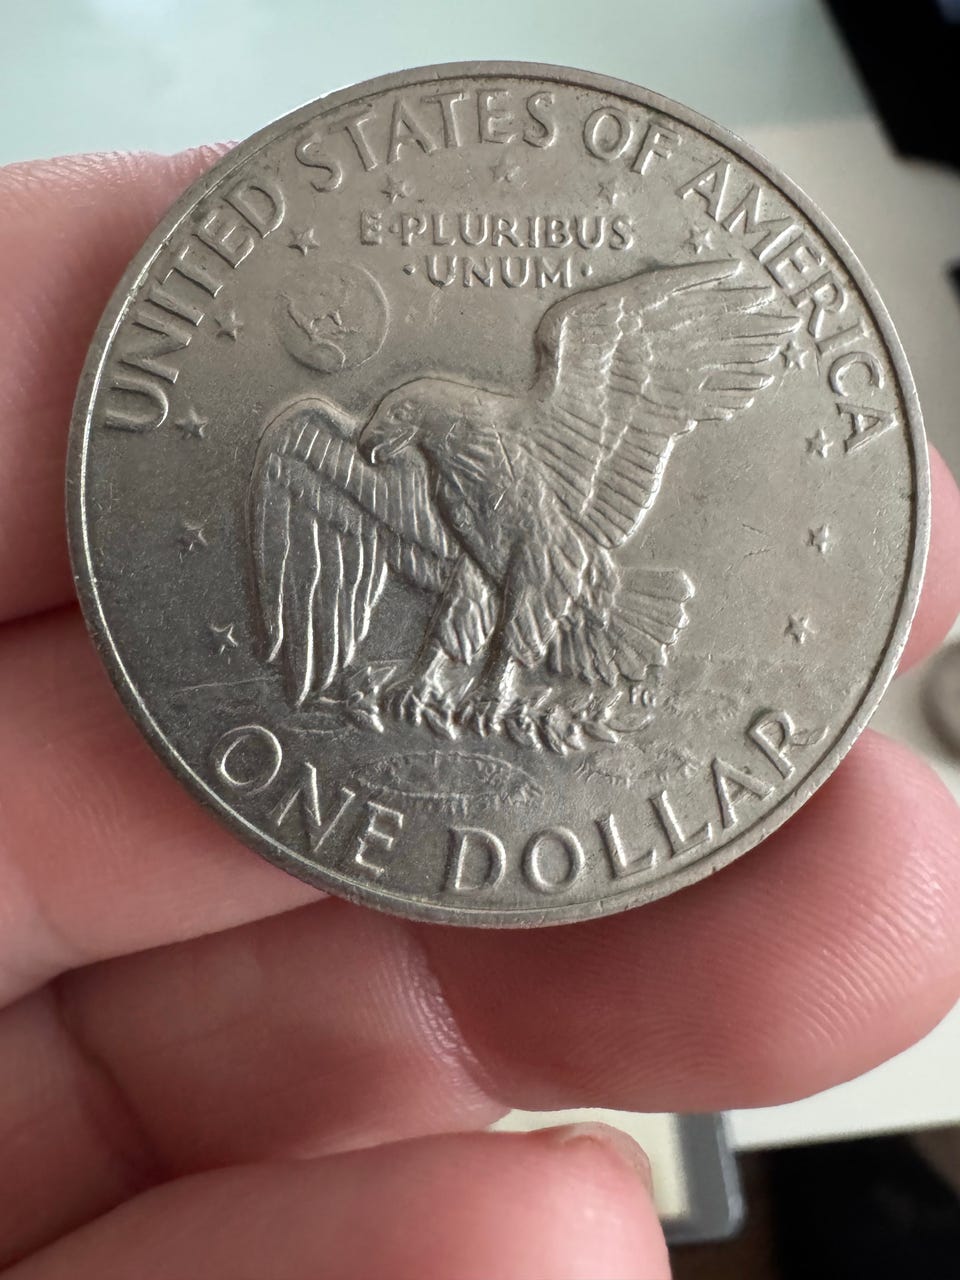 UNITED STATES OF AMERICA
E·PLURIBUS
·UNUM·
FG
ONE DOLLAR